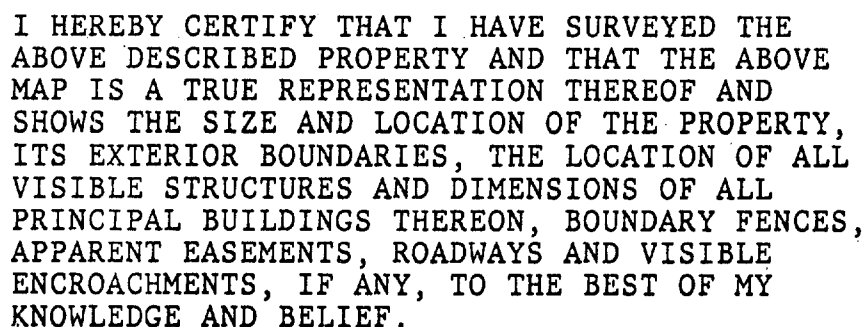 I HEREBY CERTIFY THAT I HAVE SURVEYED THE
ABOVE DESCRIBED PROPERTY AND THAT THE ABOVE
MAP IS A TRUE REPRESENTATION THEREOF AND
SHOWS THE SIZE AND LOCATION OF THE PROPERTY,
ITS EXTERIOR BOUNDARIES, THE LOCATION OF ALL
VISIBLE STRUCTURES AND DIMENSIONS OF ALL
PRINCIPAL BUILDINGS THEREON, BOUNDARY FENCES,
APPARENT EASEMENTS, ROADWAYS AND VISIBLE
ENCROACHMENTS, IF ANY, TO THE BEST OF MY
KNOWLEDGE AND BELIEF.